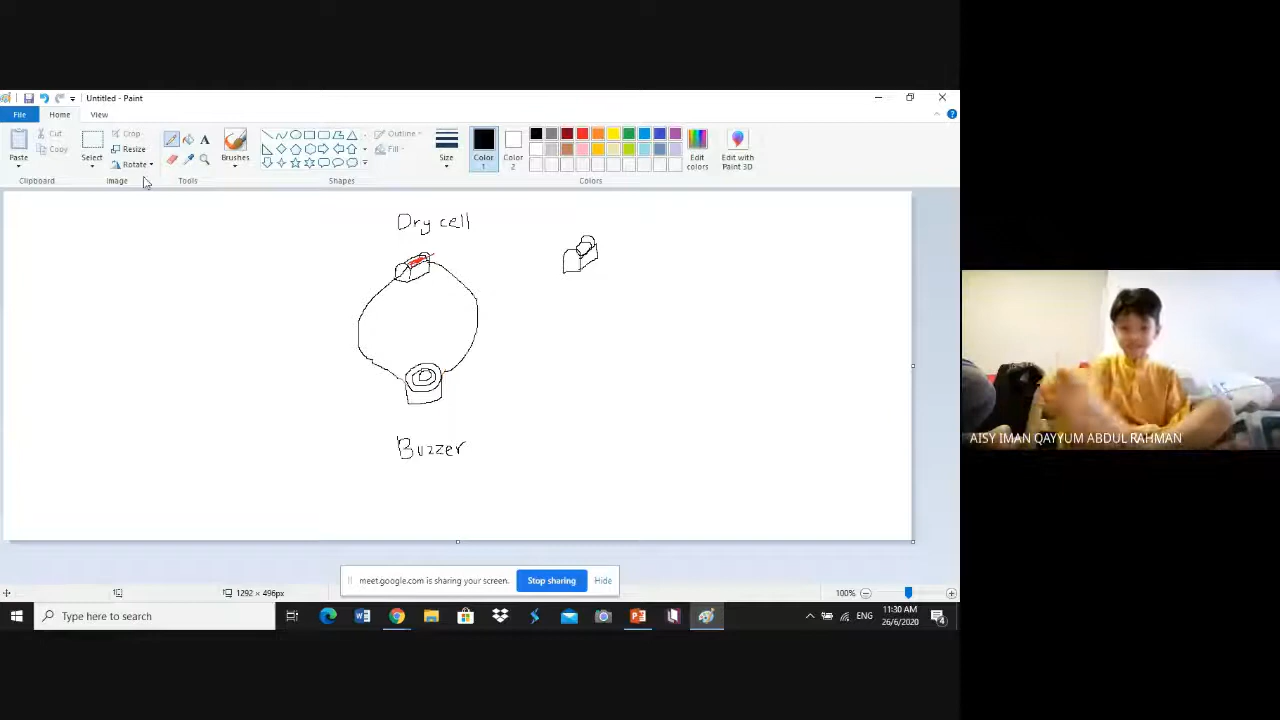 Untitled - Paint
File
Home
View
Paste
Cut
Copy
Clipboard
Select
Crop
Resize
Rotate
Image
Tools
Brushes
Shapes
Outline
Fill
Size
Color 1
Color 2
Colors
Edit colors
Edit with Paint 3D
Dry cell
Buzzer
AISY IMAN QAYYUM ABDUL RAHMAN
meet.google.com is sharing your screen.
Stop sharing
Hide
1292 × 496px
100%
Type here to search
ENG
11:30 AM
26/6/2020
4